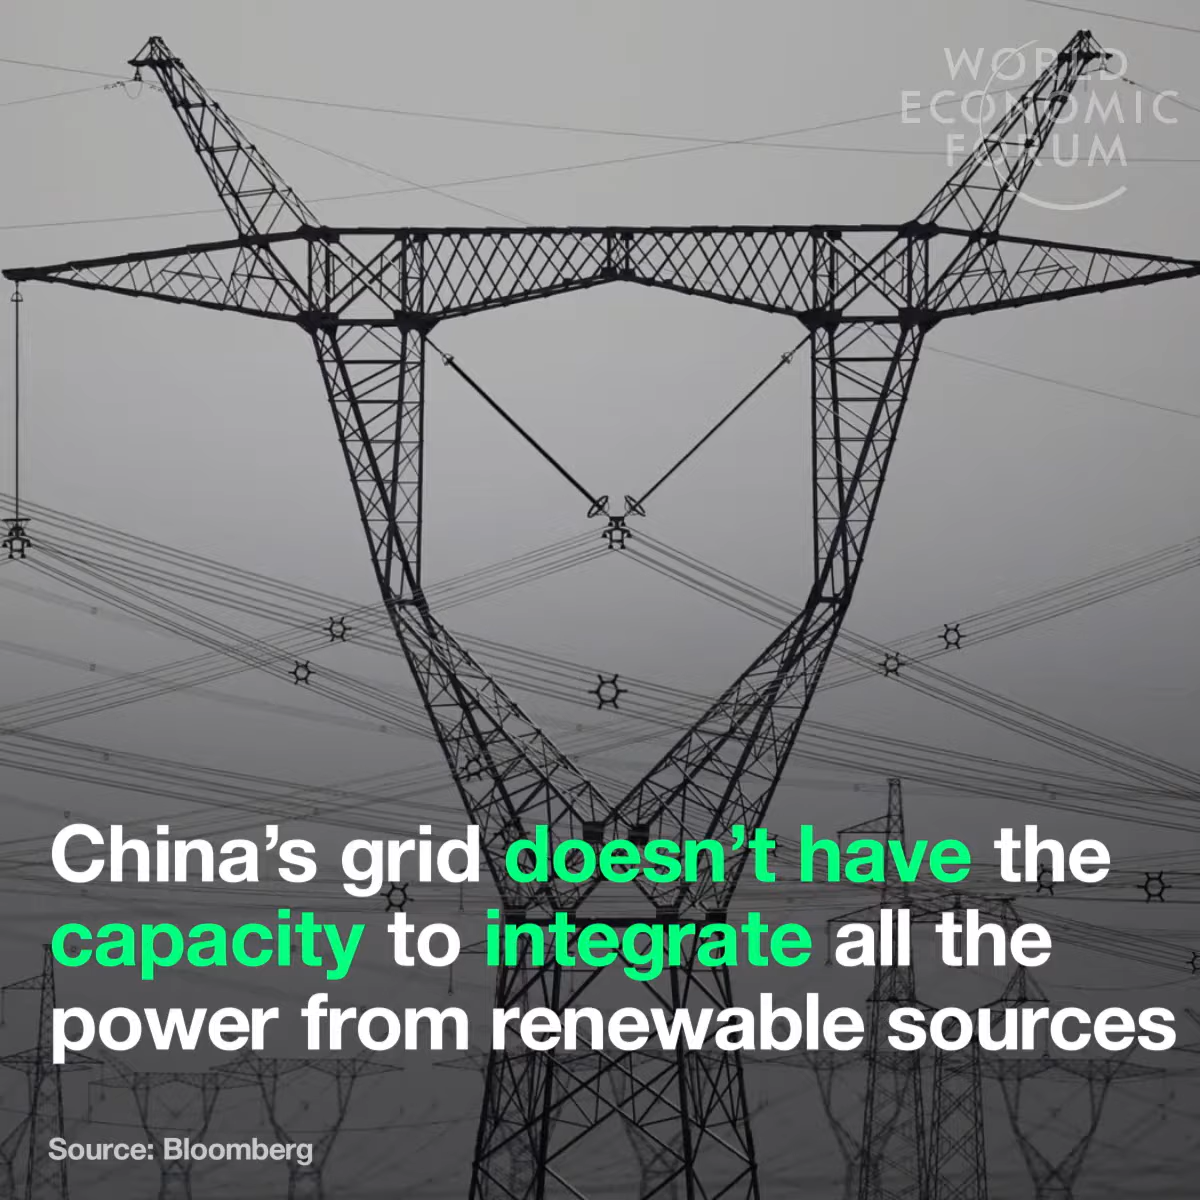 WORLD
ECONOMIC
FORUM
China’s grid doesn’t have the
capacity to integrate all the
power from renewable sources
Source: Bloomberg